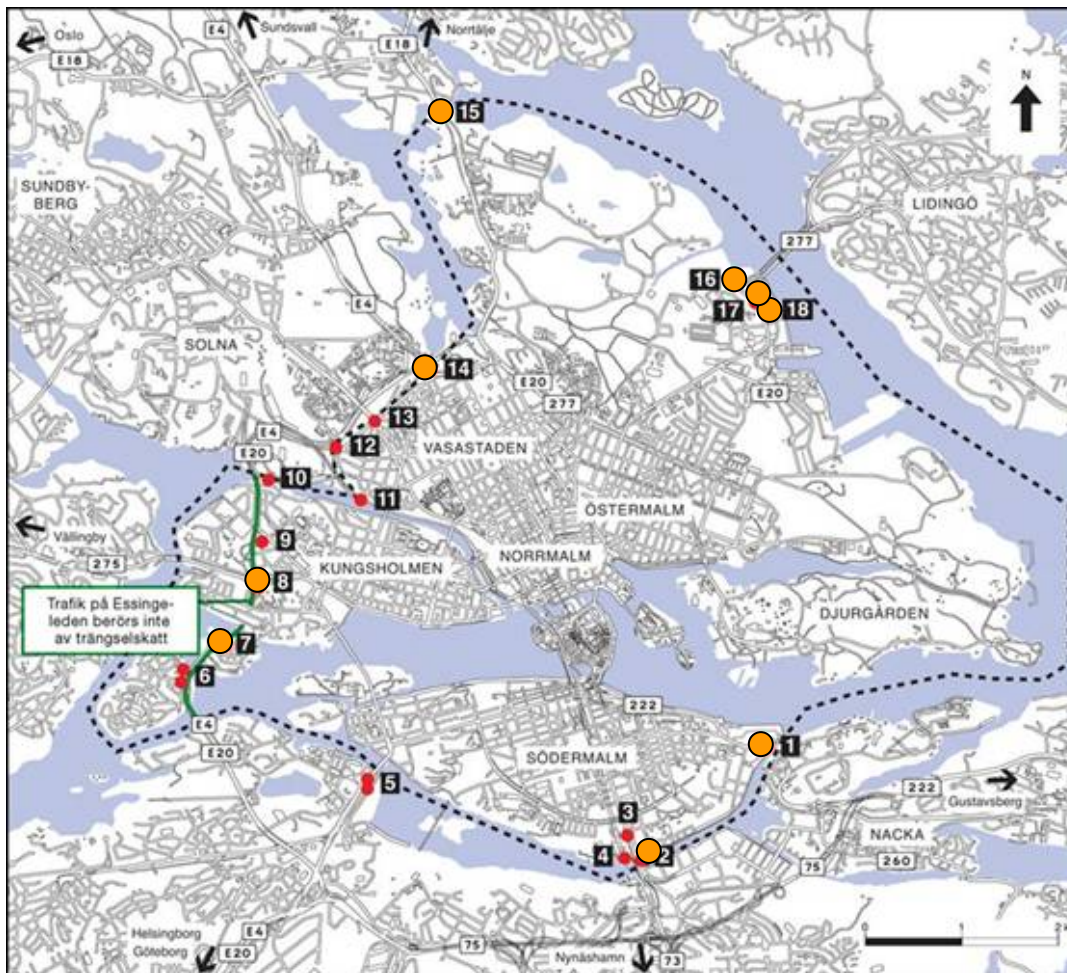 Oslo
E18
E4
Sundsvall
E18
Norrtälje
N
15
SUNDBY-
BERG
LIDINGÖ
277
16
17
18
E4
SOLNA
14
E20
277
E20
13
E4
12
VASASTADEN
E20
10
11
ÖSTERMALM
Vällingby
9
NORRMALM
275
KUNGSHOLMEN
8
Trafik på Essinge-
leden berörs inte
av trängselskatt
DJURGÅRDEN
7
6
222
E4
E20
SÖDERMALM
1
5
222
Gustavsberg
3
NACKA
4
2
75
260
Helsingborg
Göteborg
E4
E20
75
Nynäshamn
73
0
1
2